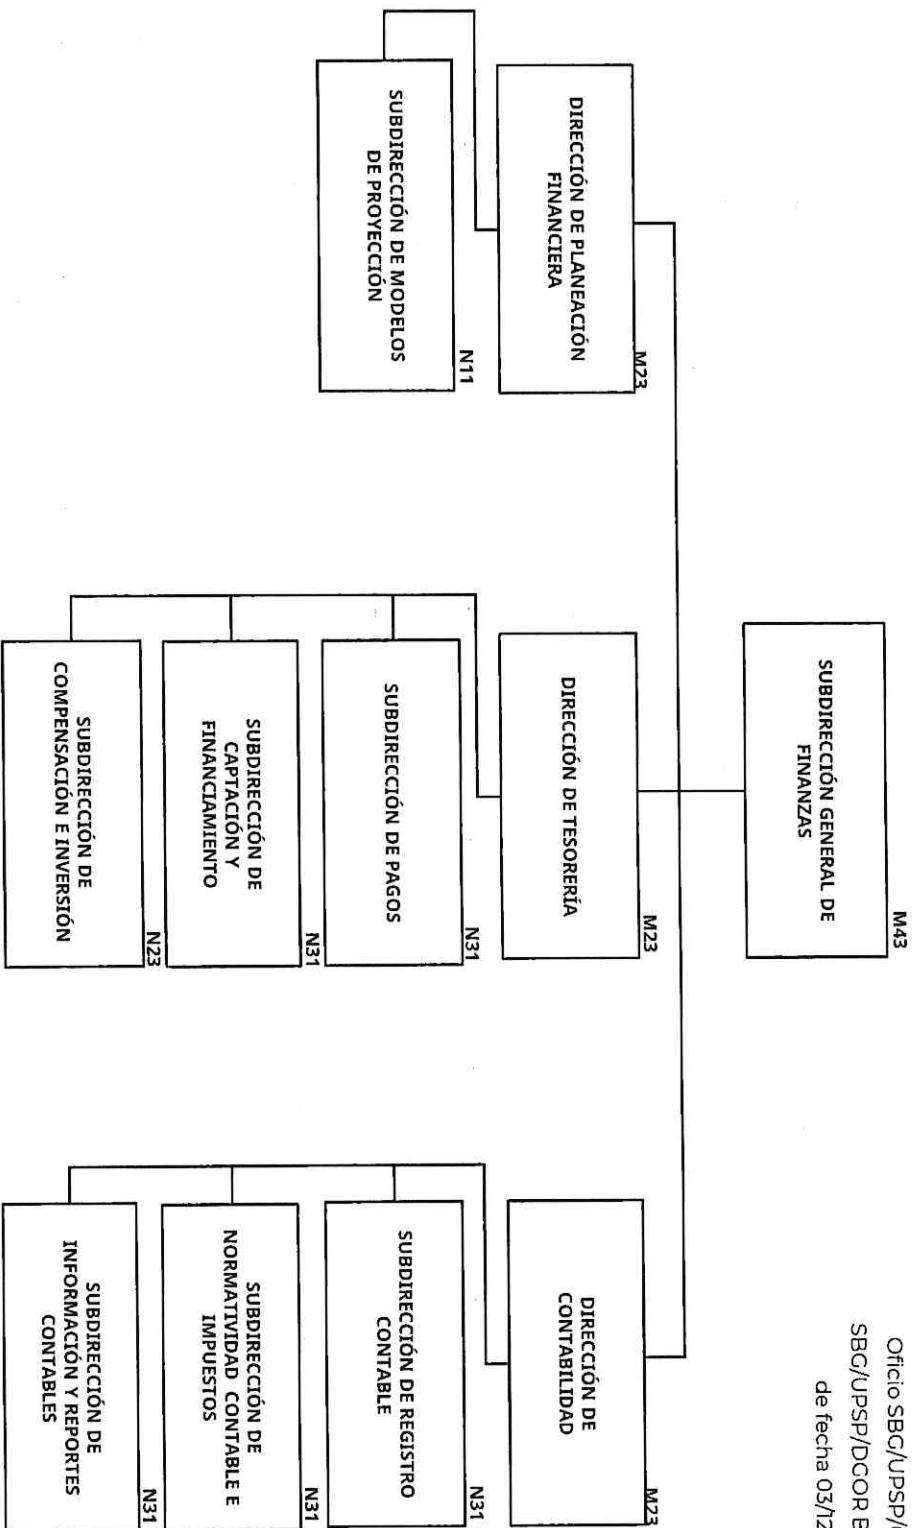 Oficio SBG/UPSP/
SBG/UPSP/DGOR
de fecha 03/12
M43
SUBDIRECCIÓN GENERAL DE
FINANZAS
M23
DIRECCIÓN DE PLANEACIÓN
FINANCIERA
N11
SUBDIRECCIÓN DE MODELOS
DE PROYECCIÓN
M23
DIRECCIÓN DE TESORERÍA
N31
SUBDIRECCIÓN DE PAGOS
N31
SUBDIRECCIÓN DE
CAPTACIÓN Y
FINANCIAMIENTO
N23
SUBDIRECCIÓN DE
COMPENSACIÓN E INVERSIÓN
M23
DIRECCIÓN DE
CONTABILIDAD
N31
SUBDIRECCIÓN DE REGISTRO
CONTABLE
N31
SUBDIRECCIÓN DE
NORMATIVIDAD CONTABLE E
IMPUESTOS
N31
SUBDIRECCIÓN DE
INFORMACIÓN Y REPORTES
CONTABLES